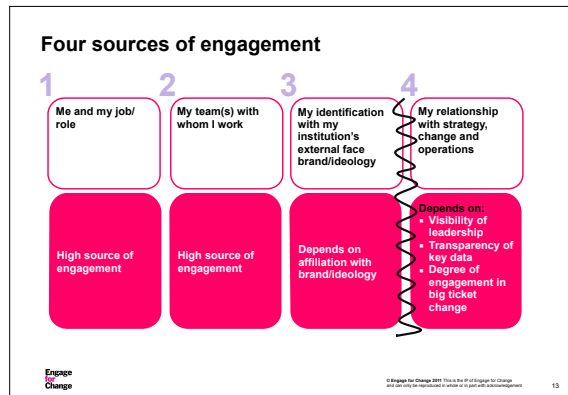 Four sources of engagement
1
2
3
4
Me and my job/
role
My team(s) with
whom I work
My identification
with my
institution's
external face
brand/ideology
My relationship
with strategy,
change and
operations
High source of
engagement
High source of
engagement
Depends on
affiliation with
brand/ideology
Depends on:
▪ Visibility of
leadership
▪ Transparency of
key data
▪ Degree of
engagement in
big ticket
change
Engage
for
Change
© Engage for Change 2011 This is the IP of Engage for Change
and can only be reproduced in whole or in part with acknowledgement
13